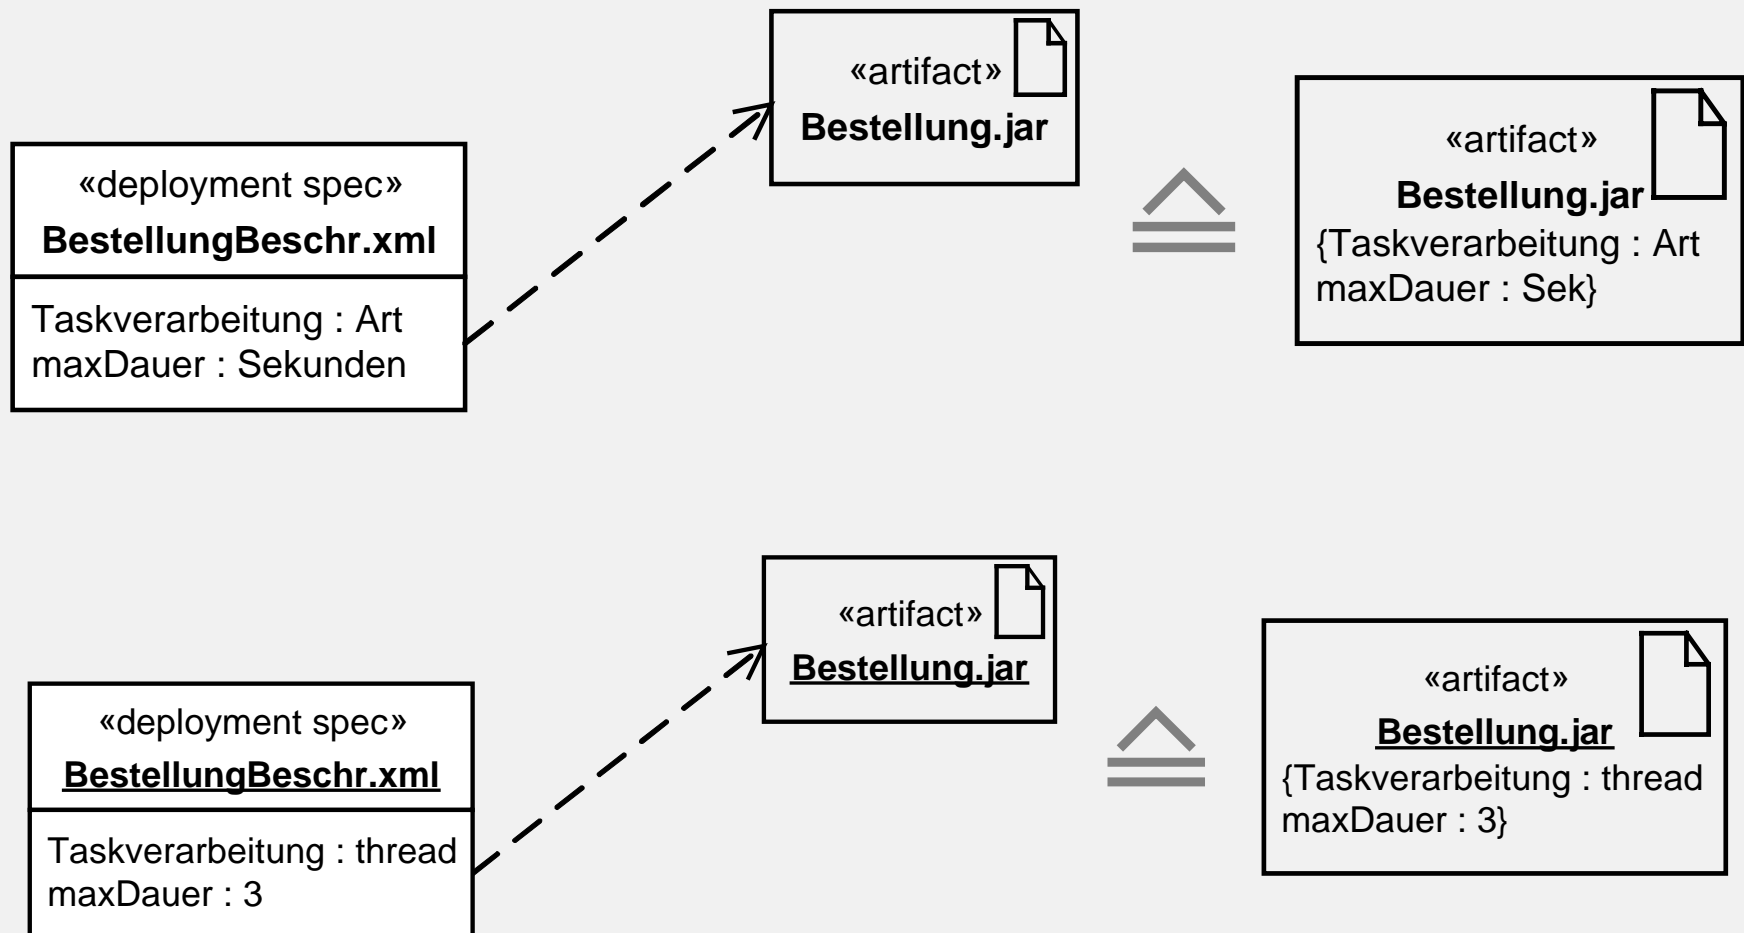 «artifact»
Bestellung.jar
«deployment spec»
BestellungBeschr.xml
Taskverarbeitung : Art
maxDauer : Sekunden
«artifact»
Bestellung.jar
{Taskverarbeitung : Art
maxDauer : Sek}
«artifact»
Bestellung.jar
«deployment spec»
BestellungBeschr.xml
Taskverarbeitung : thread
maxDauer : 3
«artifact»
Bestellung.jar
{Taskverarbeitung : thread
maxDauer : 3}